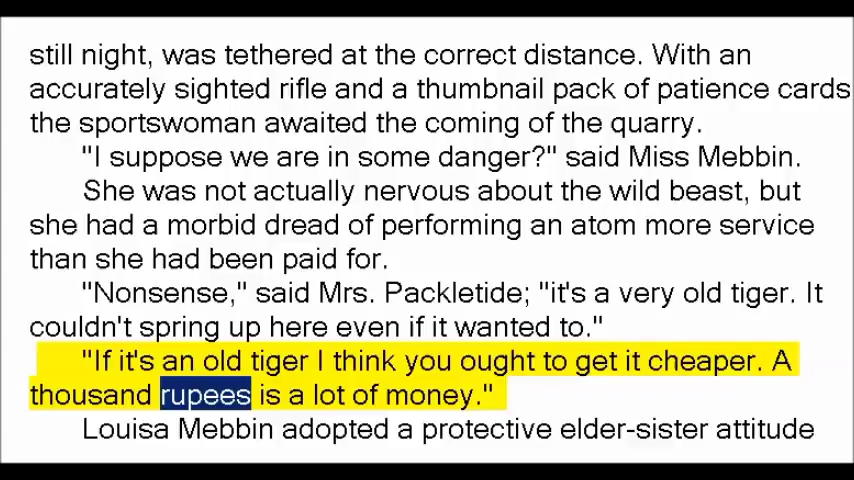 still night, was tethered at the correct distance. With an
accurately sighted rifle and a thumbnail pack of patience cards
the sportswoman awaited the coming of the quarry.
"I suppose we are in some danger?" said Miss Mebbin.
She was not actually nervous about the wild beast, but
she had a morbid dread of performing an atom more service
than she had been paid for.
"Nonsense," said Mrs. Packletide; "it's a very old tiger. It
couldn't spring up here even if it wanted to."
"If it's an old tiger I think you ought to get it cheaper. A
thousand rupees is a lot of money."
Louisa Mebbin adopted a protective elder-sister attitude